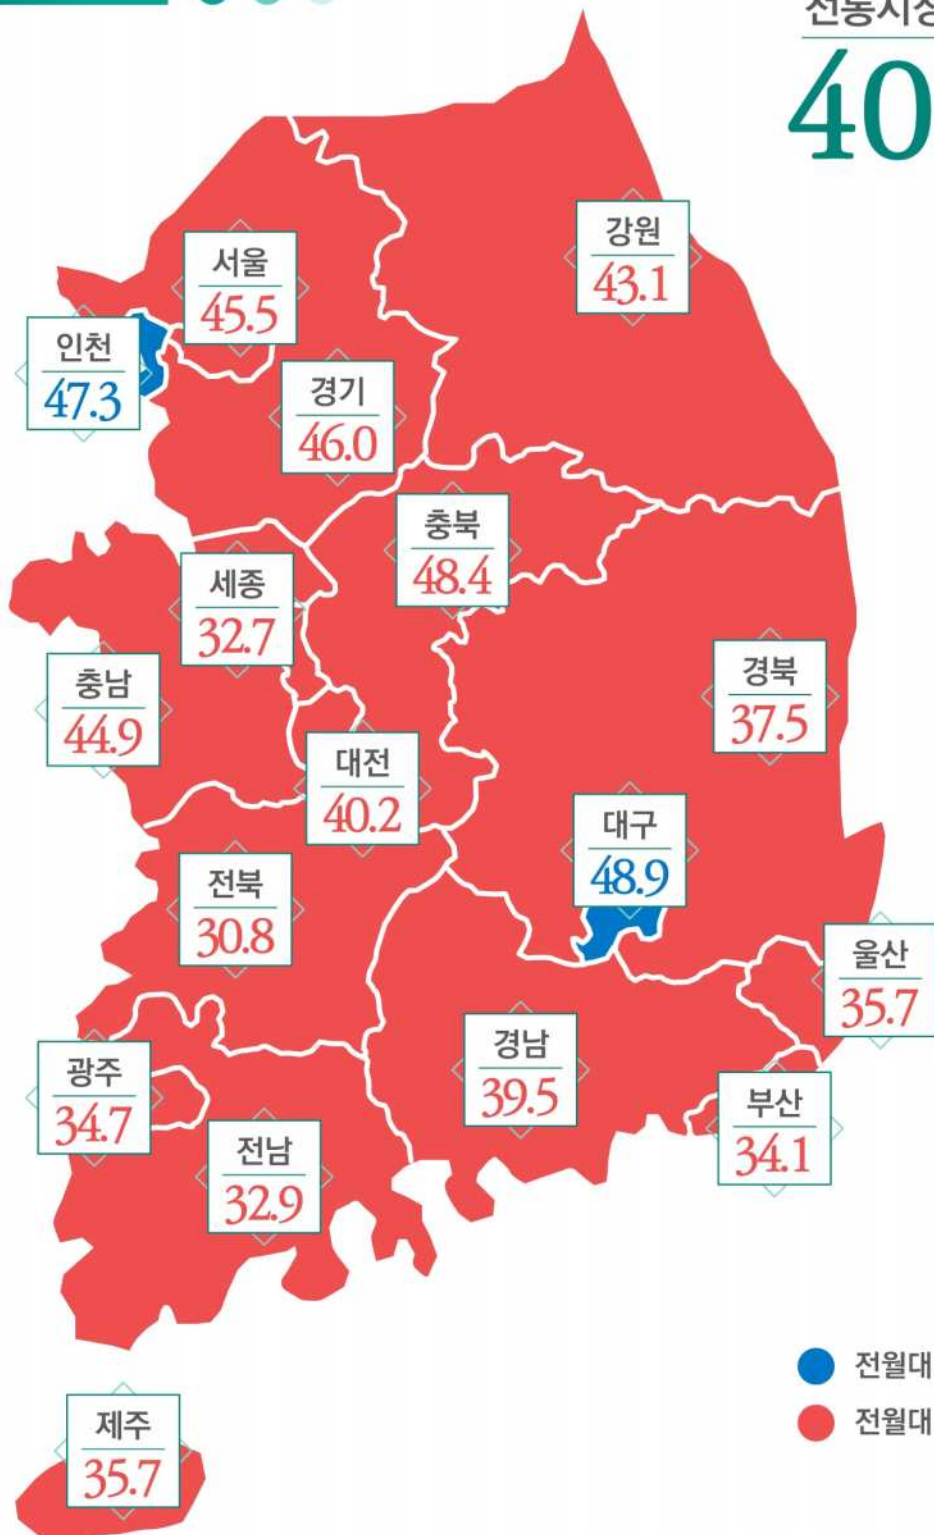 40
강원
43.1
서울
45.5
인천
47.3
경기
46.0
충북
48.4
세종
32.7
충남
44.9
경북
37.5
대전
40.2
대구
48.9
전북
30.8
울산
35.7
경남
39.5
광주
34.7
부산
34.1
전남
32.9
전월대
전월대
제주
35.7